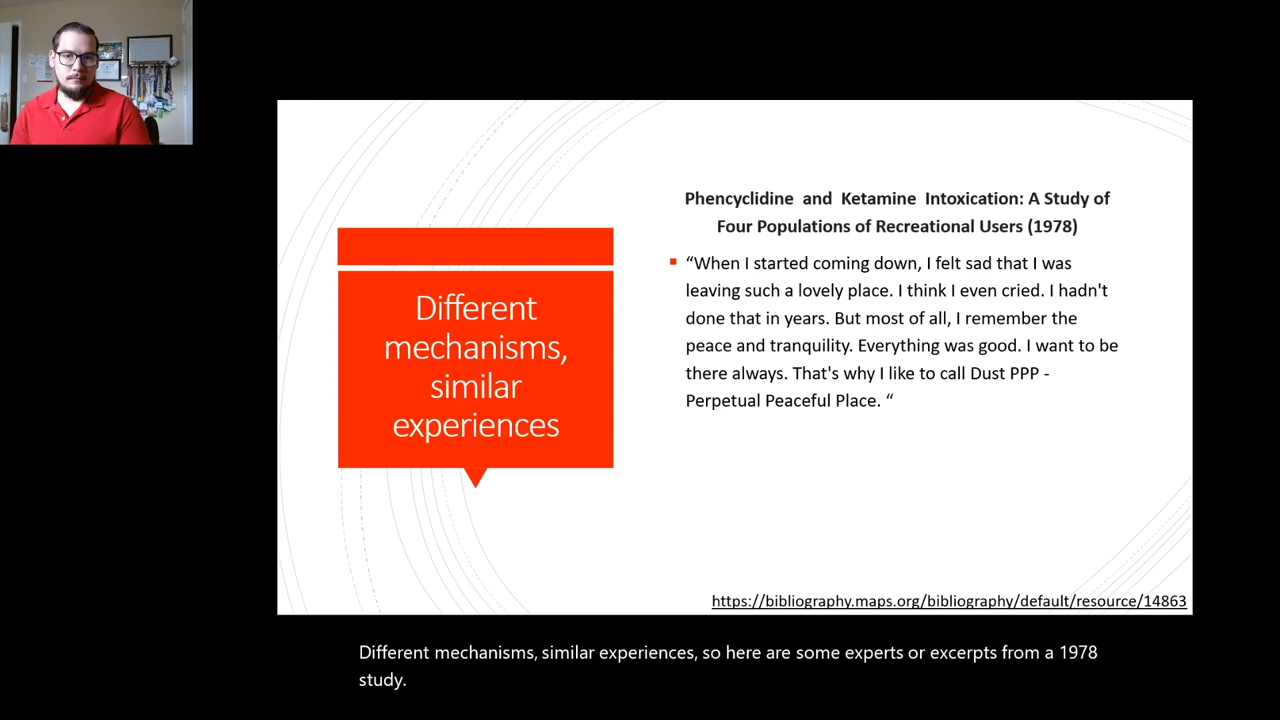 Different
mechanisms,
similar
experiences
Phencyclidine and Ketamine Intoxication: A Study of
Four Populations of Recreational Users (1978)
“When I started coming down, I felt sad that I was
leaving such a lovely place. I think I even cried. I hadn't
done that in years. But most of all, I remember the
peace and tranquility. Everything was good. I want to be
there always. That's why I like to call Dust PPP -
Perpetual Peaceful Place. “
https://bibliography.maps.org/bibliography/default/resource/14863
Different mechanisms, similar experiences, so here are some experts or excerpts from a 1978
study.